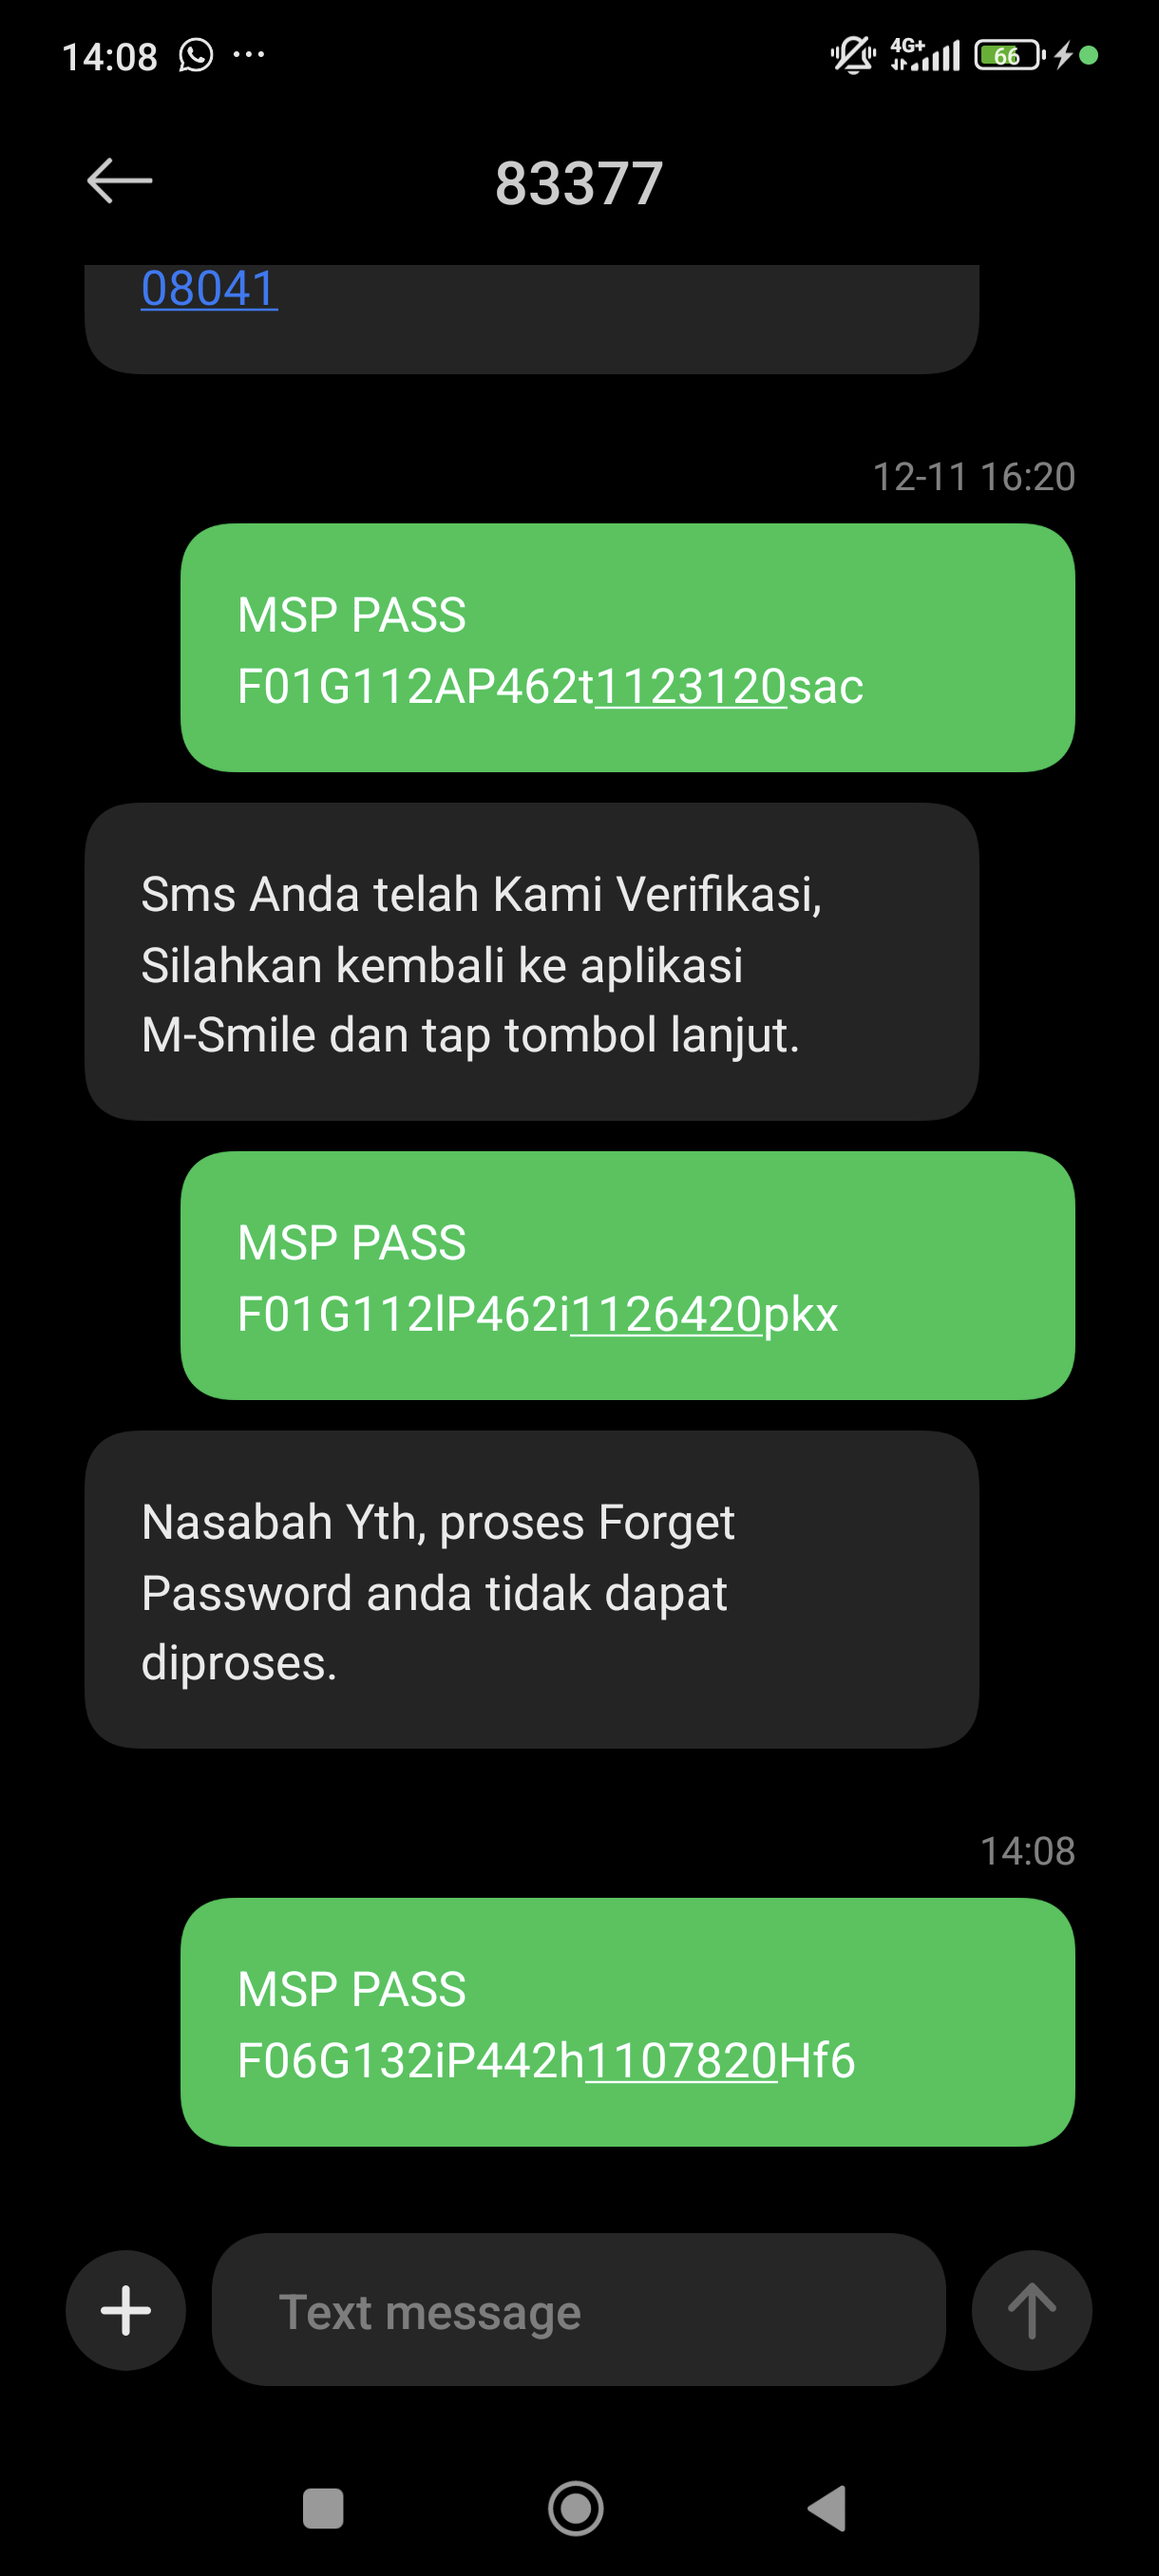 14:08 ...
4G+ 66
83377
08041
12-11 16:20
MSP PASS
F01G112AP462t1123120sac
Sms Anda telah Kami Verifikasi,
Silahkan kembali ke aplikasi
M-Smile dan tap tombol lanjut.
MSP PASS
F01G112lP462i1126420pkx
Nasabah Yth, proses Forget
Password anda tidak dapat
diproses.
14:08
MSP PASS
F06G132iP442h1107820Hf6
Text message